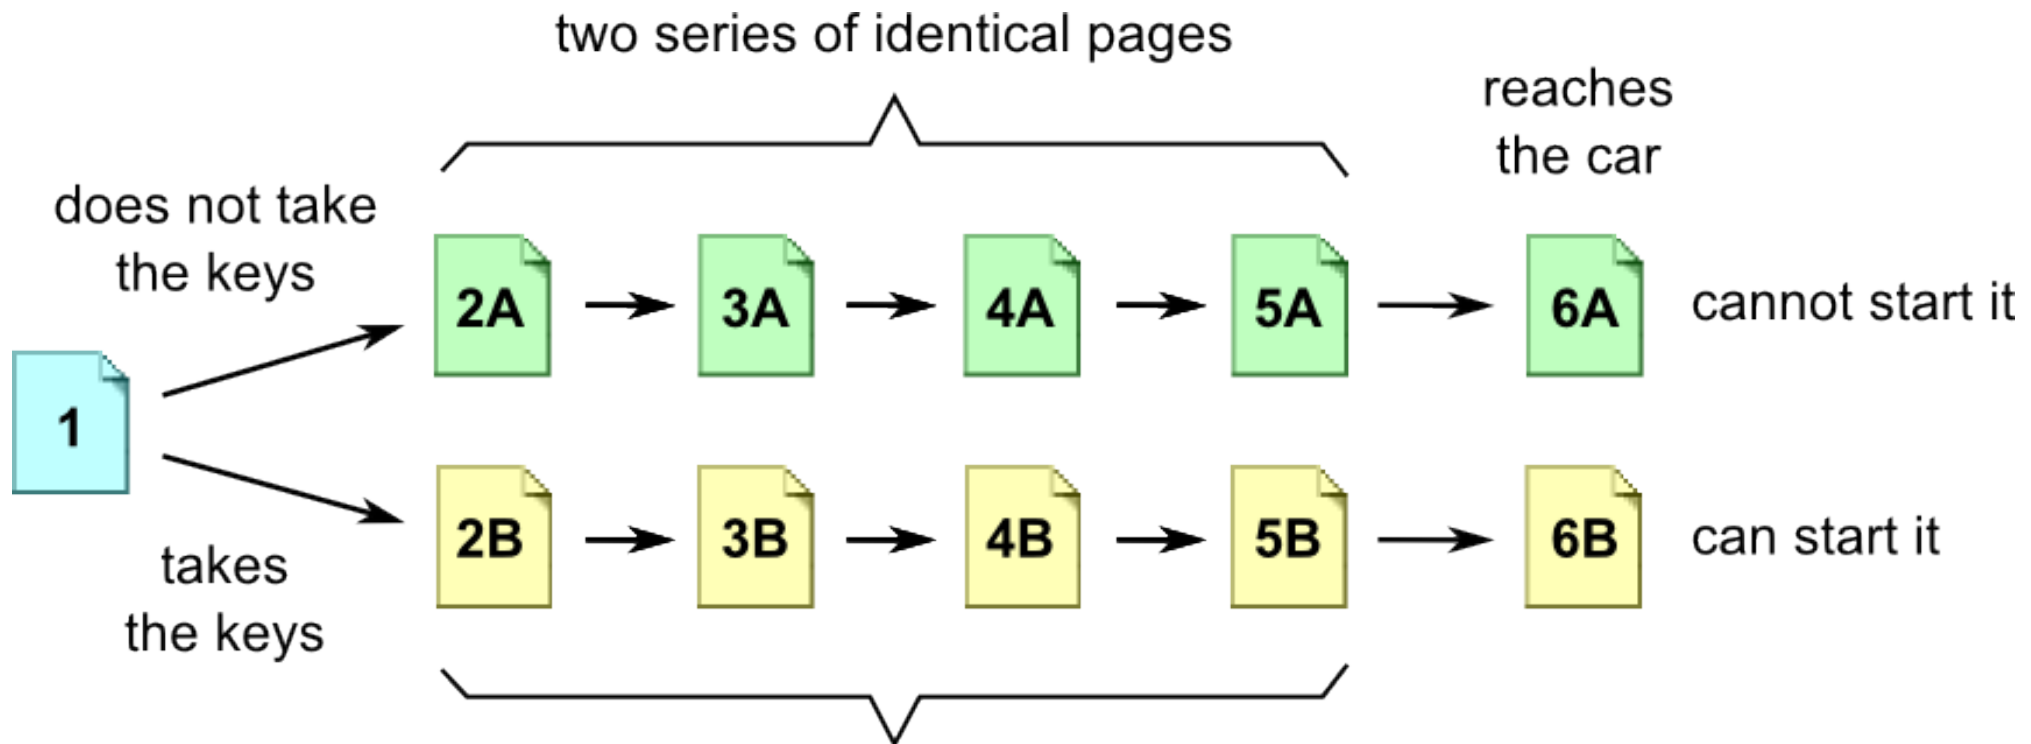 two series of identical pages
reaches
the car
does not take
the keys
2A
3A
4A
5A
6A
cannot start it
1
2B
3B
4B
5B
6B
can start it
takes
the keys